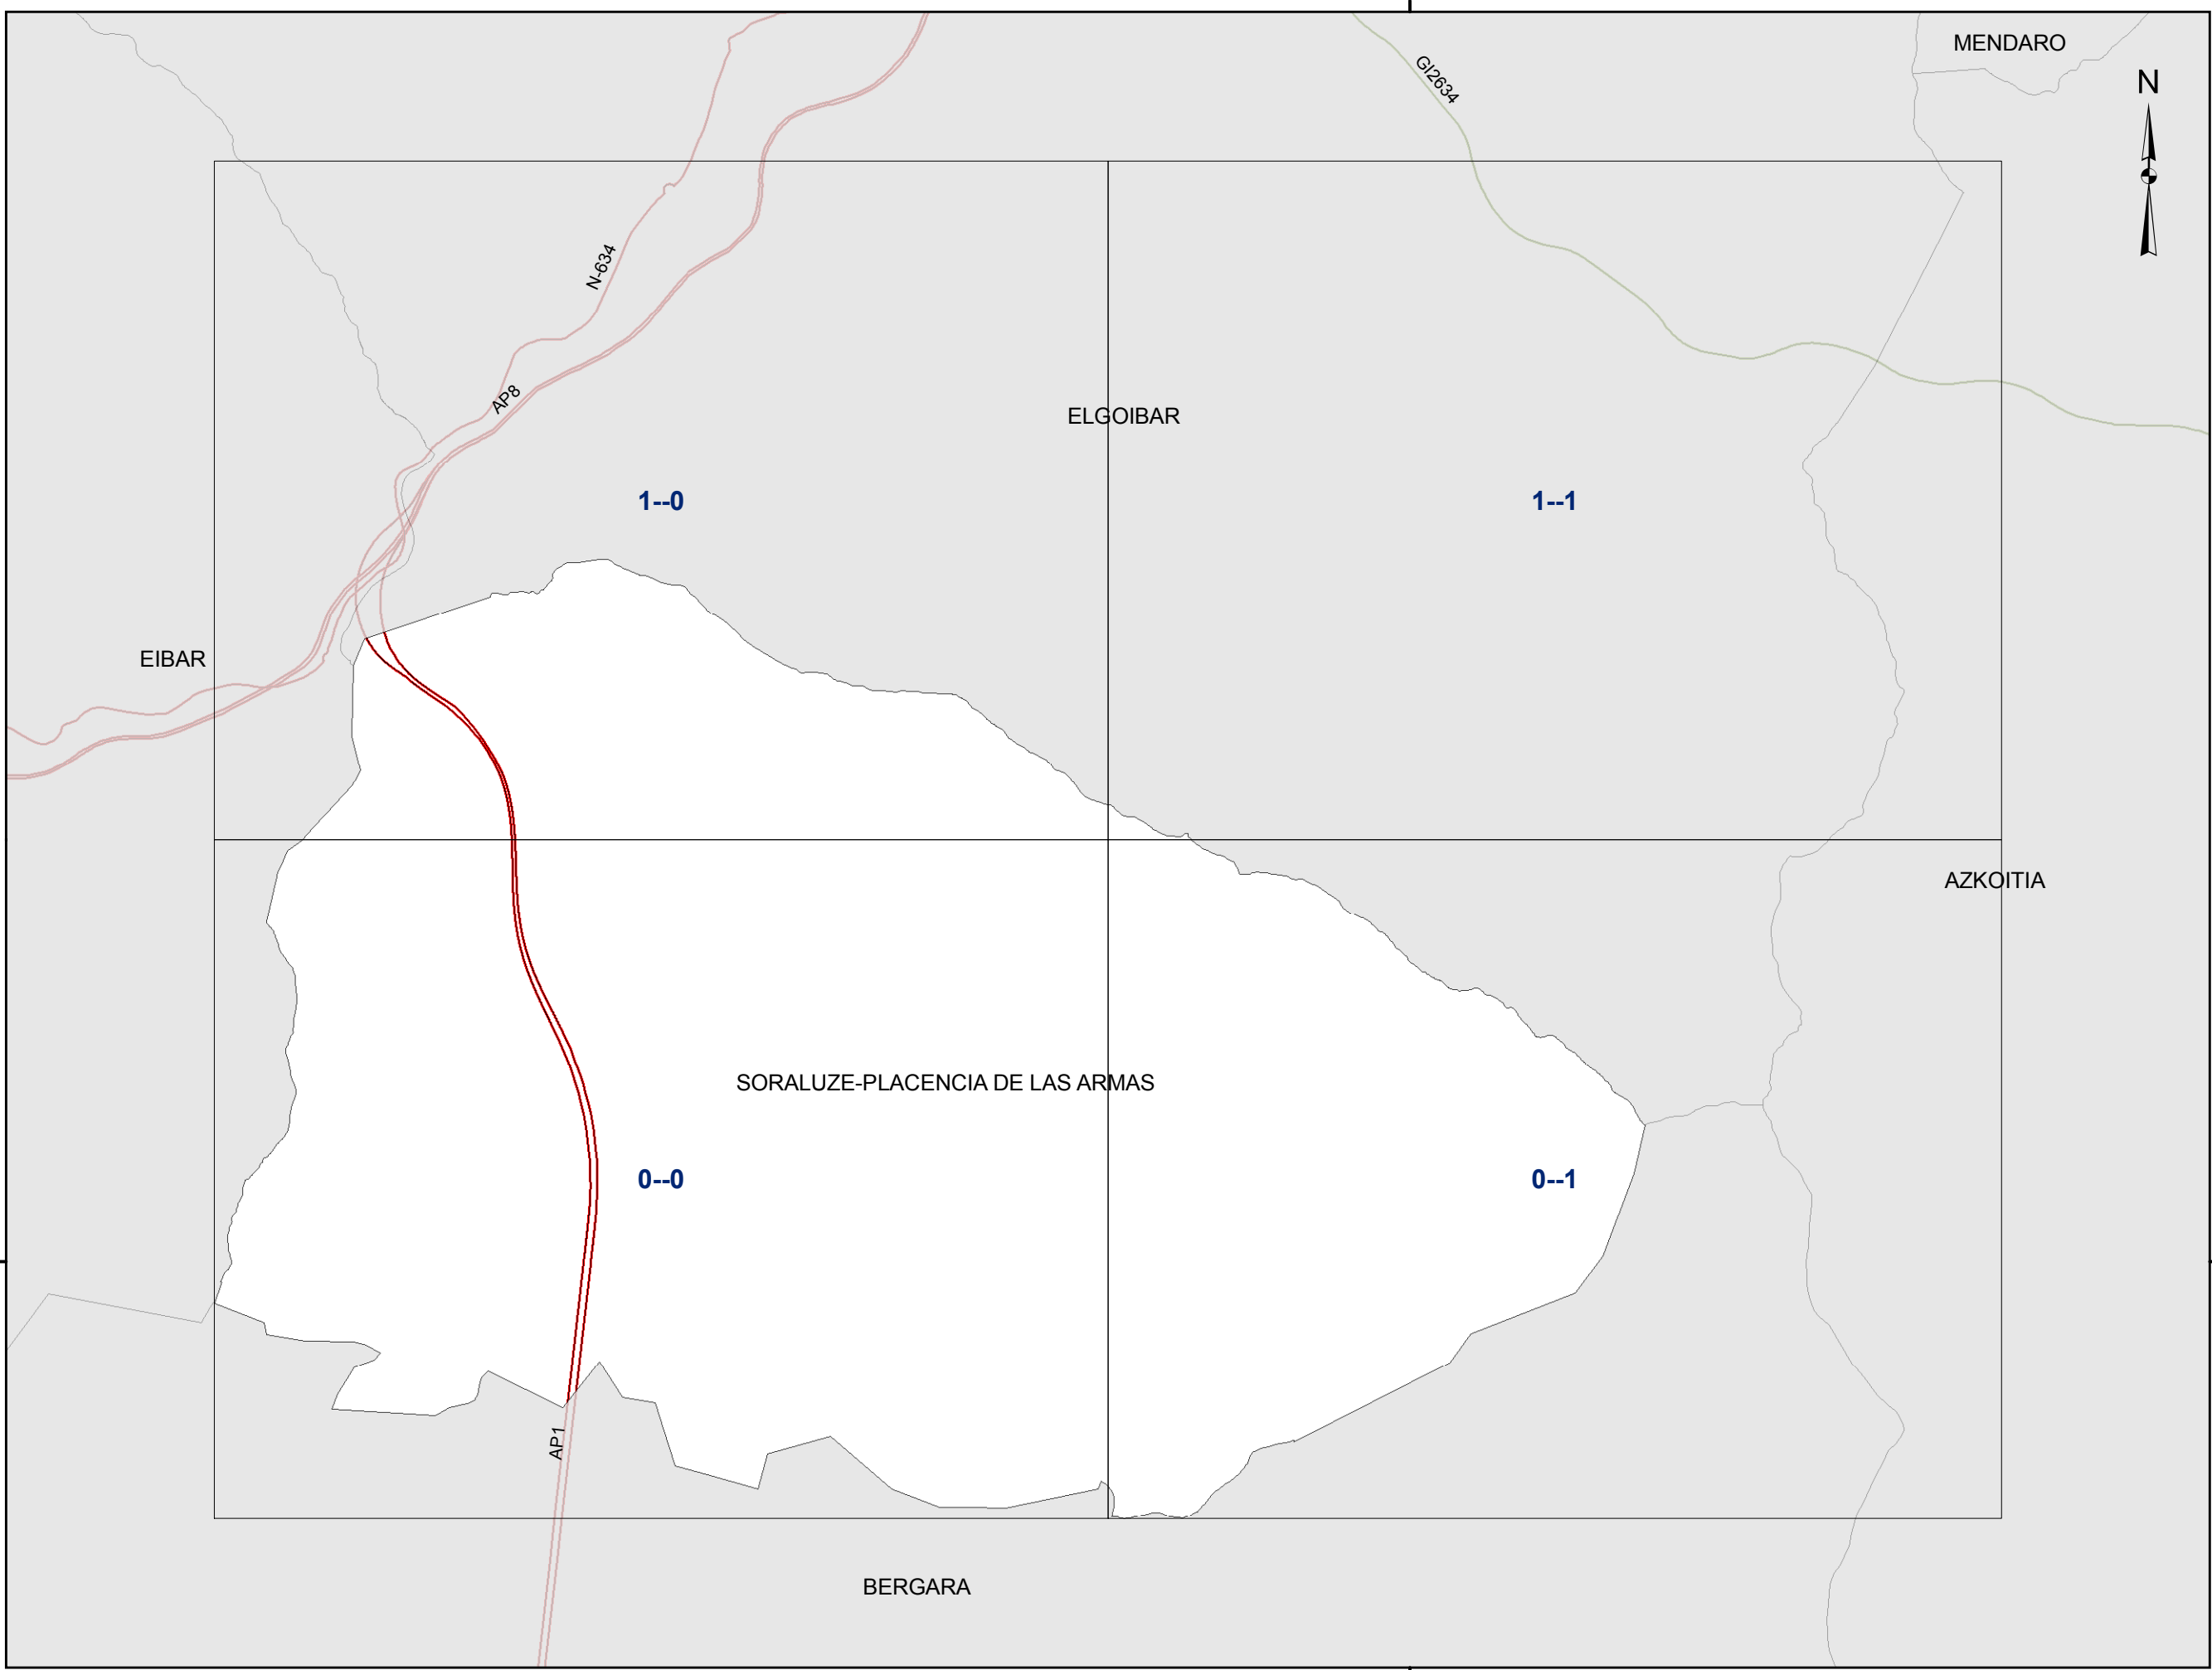 MENDARO
GI2634
N
N-634
AP8
ELGOIBAR
1--0
1--1
EIBAR
AZKOITIA
SORALUZE-PLACENCIA DE LAS ARMAS
0--0
0--1
AP1
BERGARA